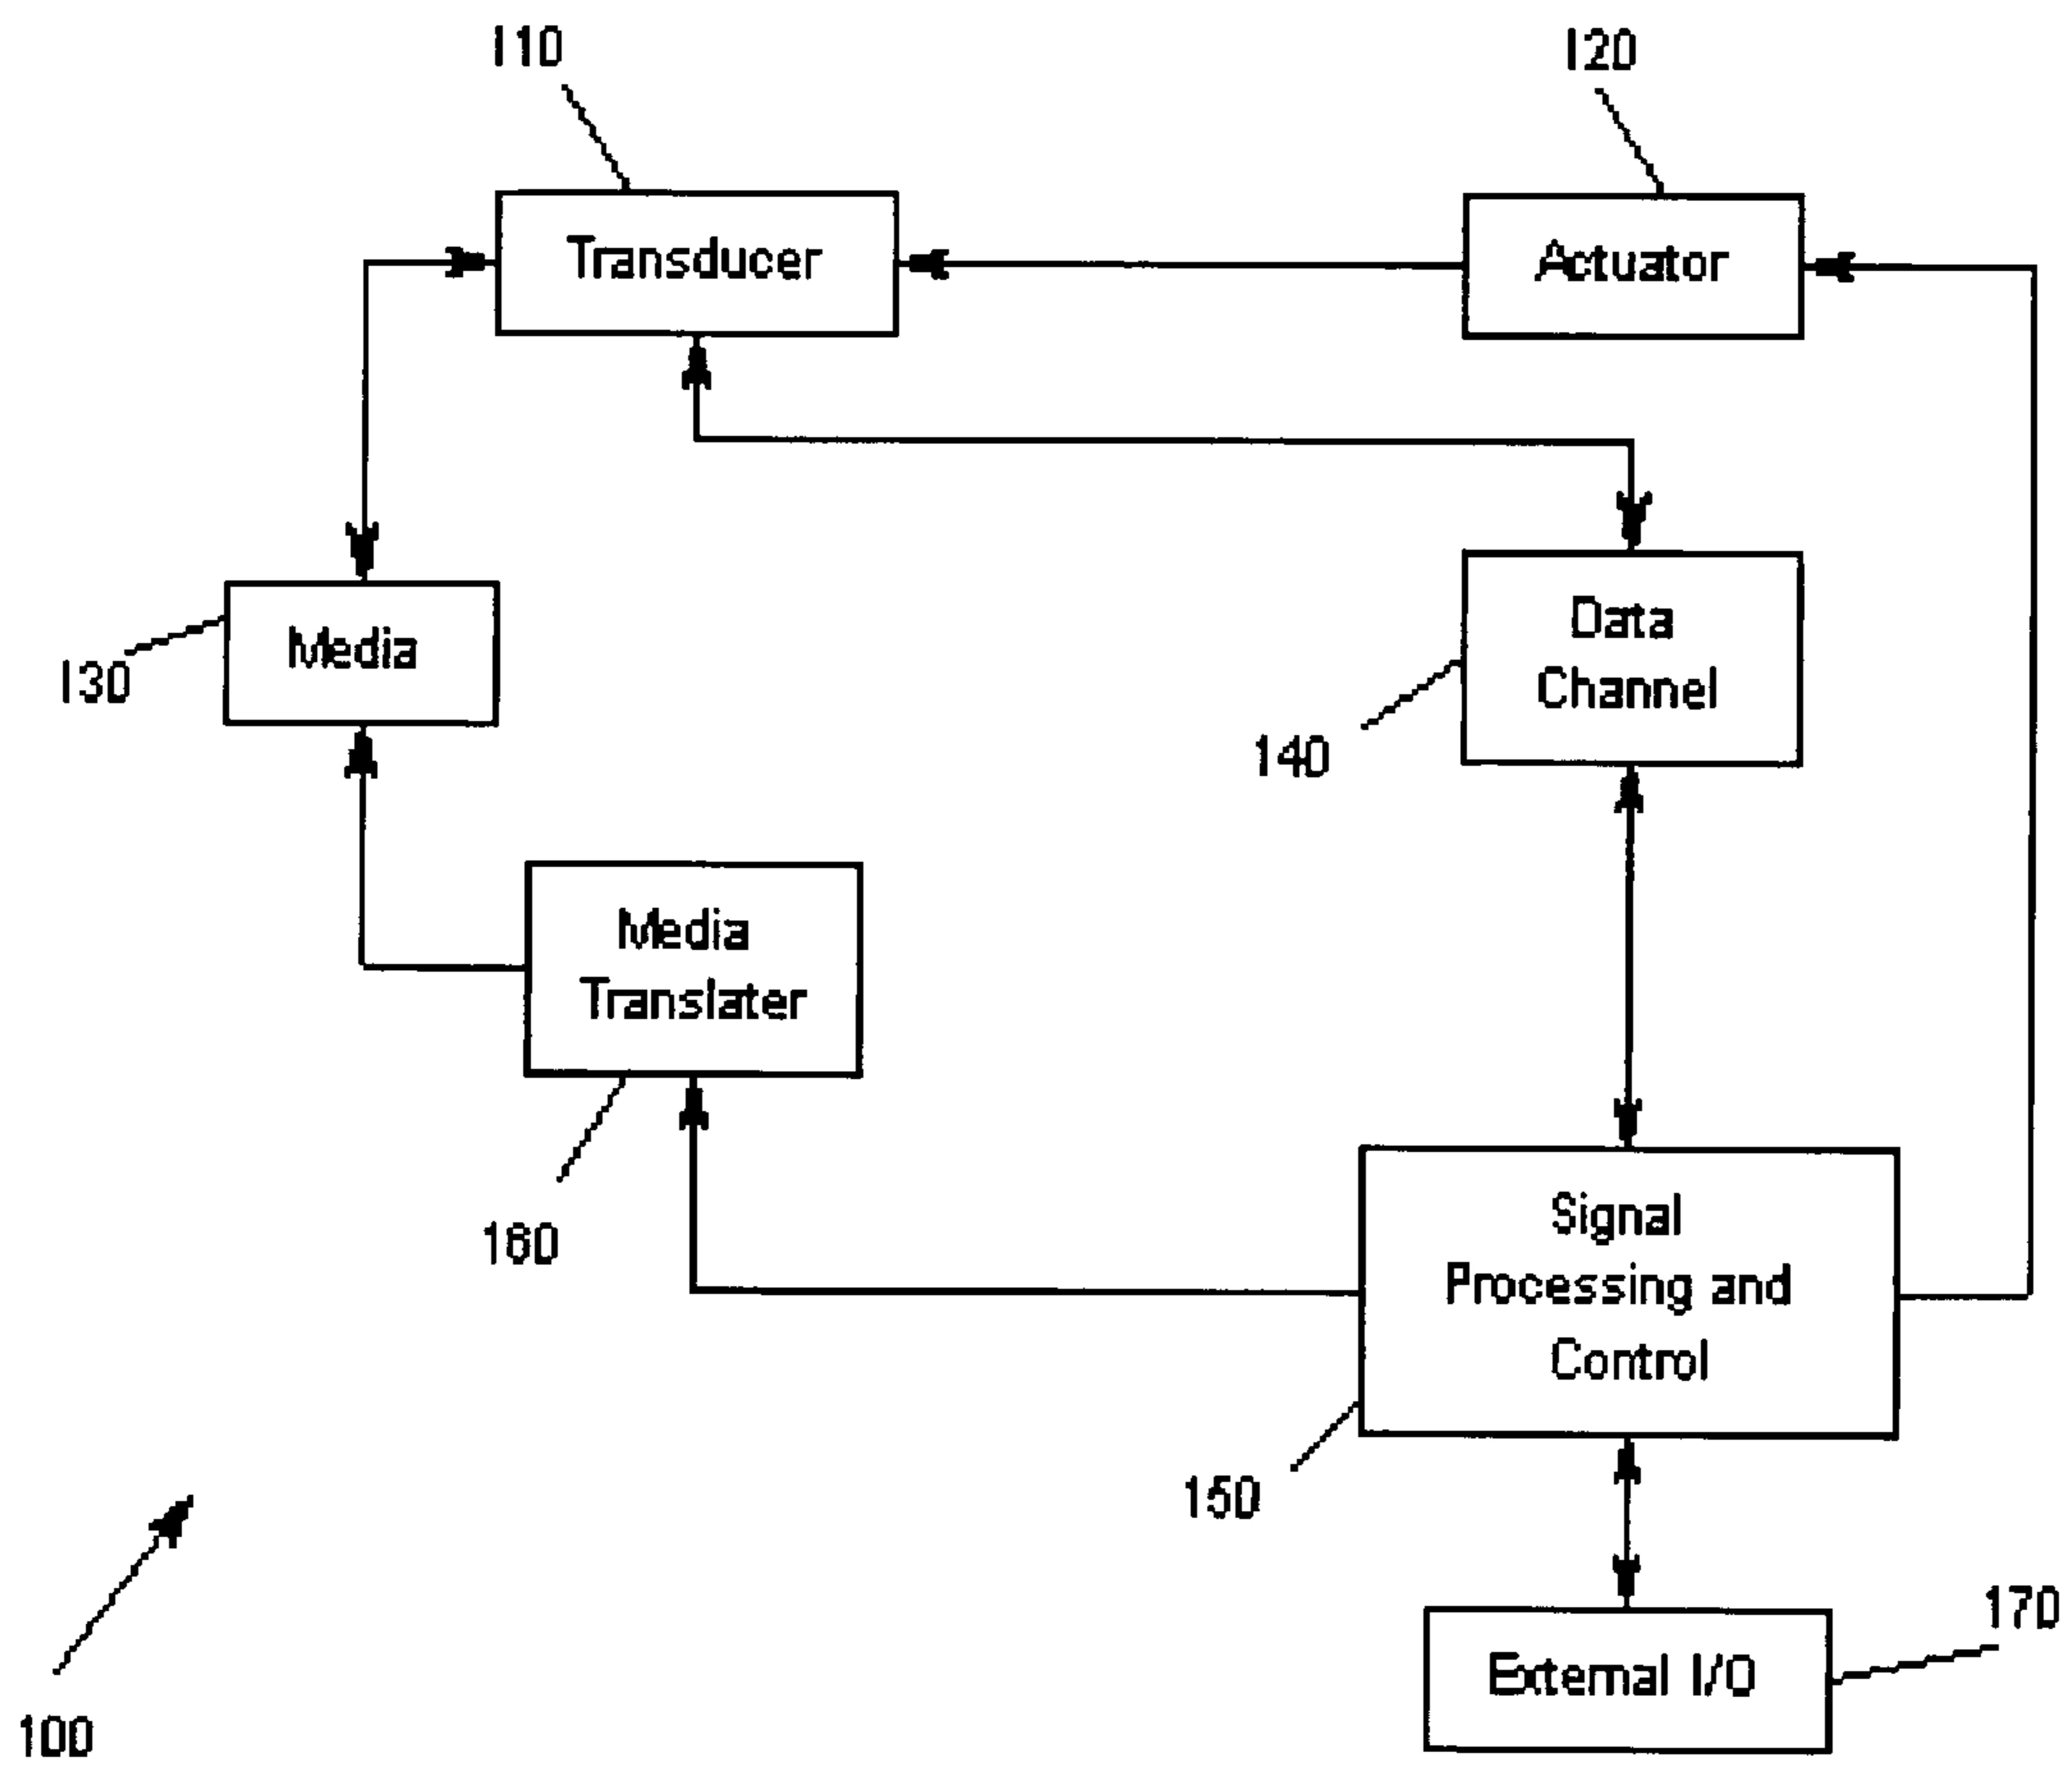 110
120
Transducer
Actuator
Media
130
Data
Channel
140
Media
Translater
160
Signal
Processing and
Control
150
External I/O
170
100